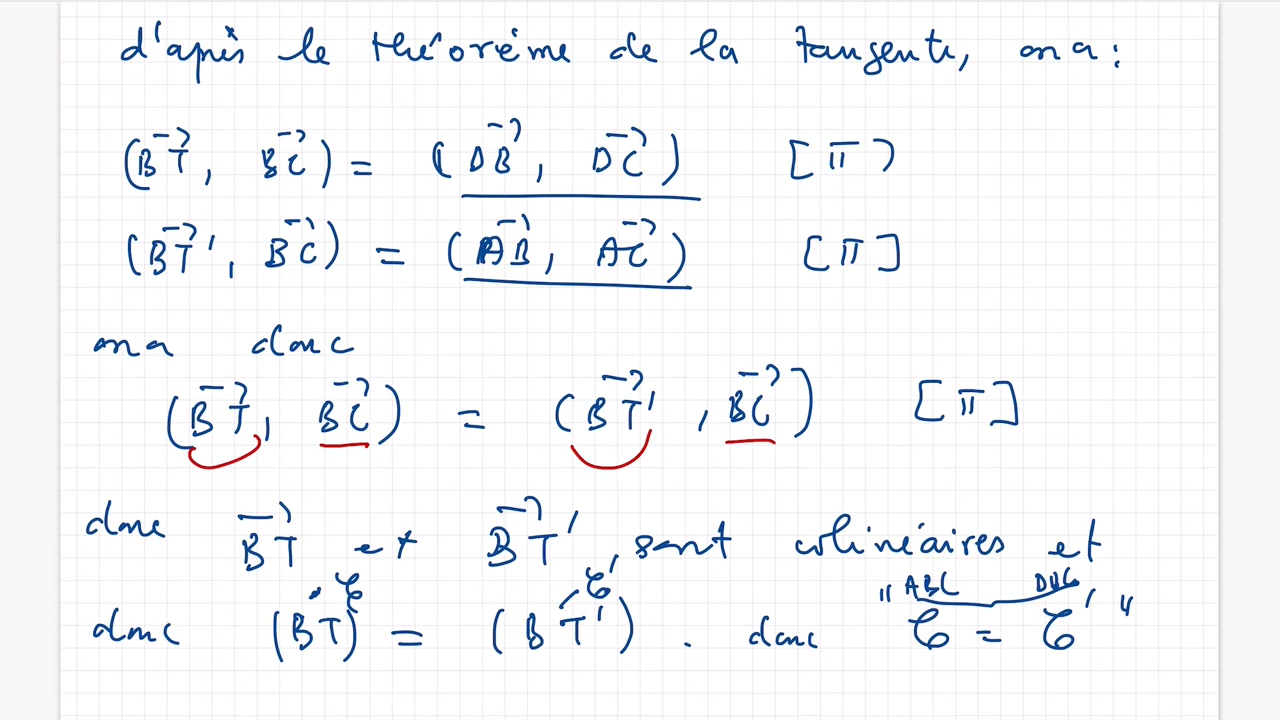 d'après le théorème de la tangente, on a :
(BT⃗, BC⃗) = (DB⃗, DC⃗) [π)
(BT'⃗, BC⃗) = (AB⃗, AC⃗) [π]
on a donc
(BT⃗, BC⃗) = (BT'⃗, BC⃗) [π]
donc BT⃗ et BT'⃗, sont colinéaires et
C C' " ABC
donc (BT) = (BT'). donc C = C' "